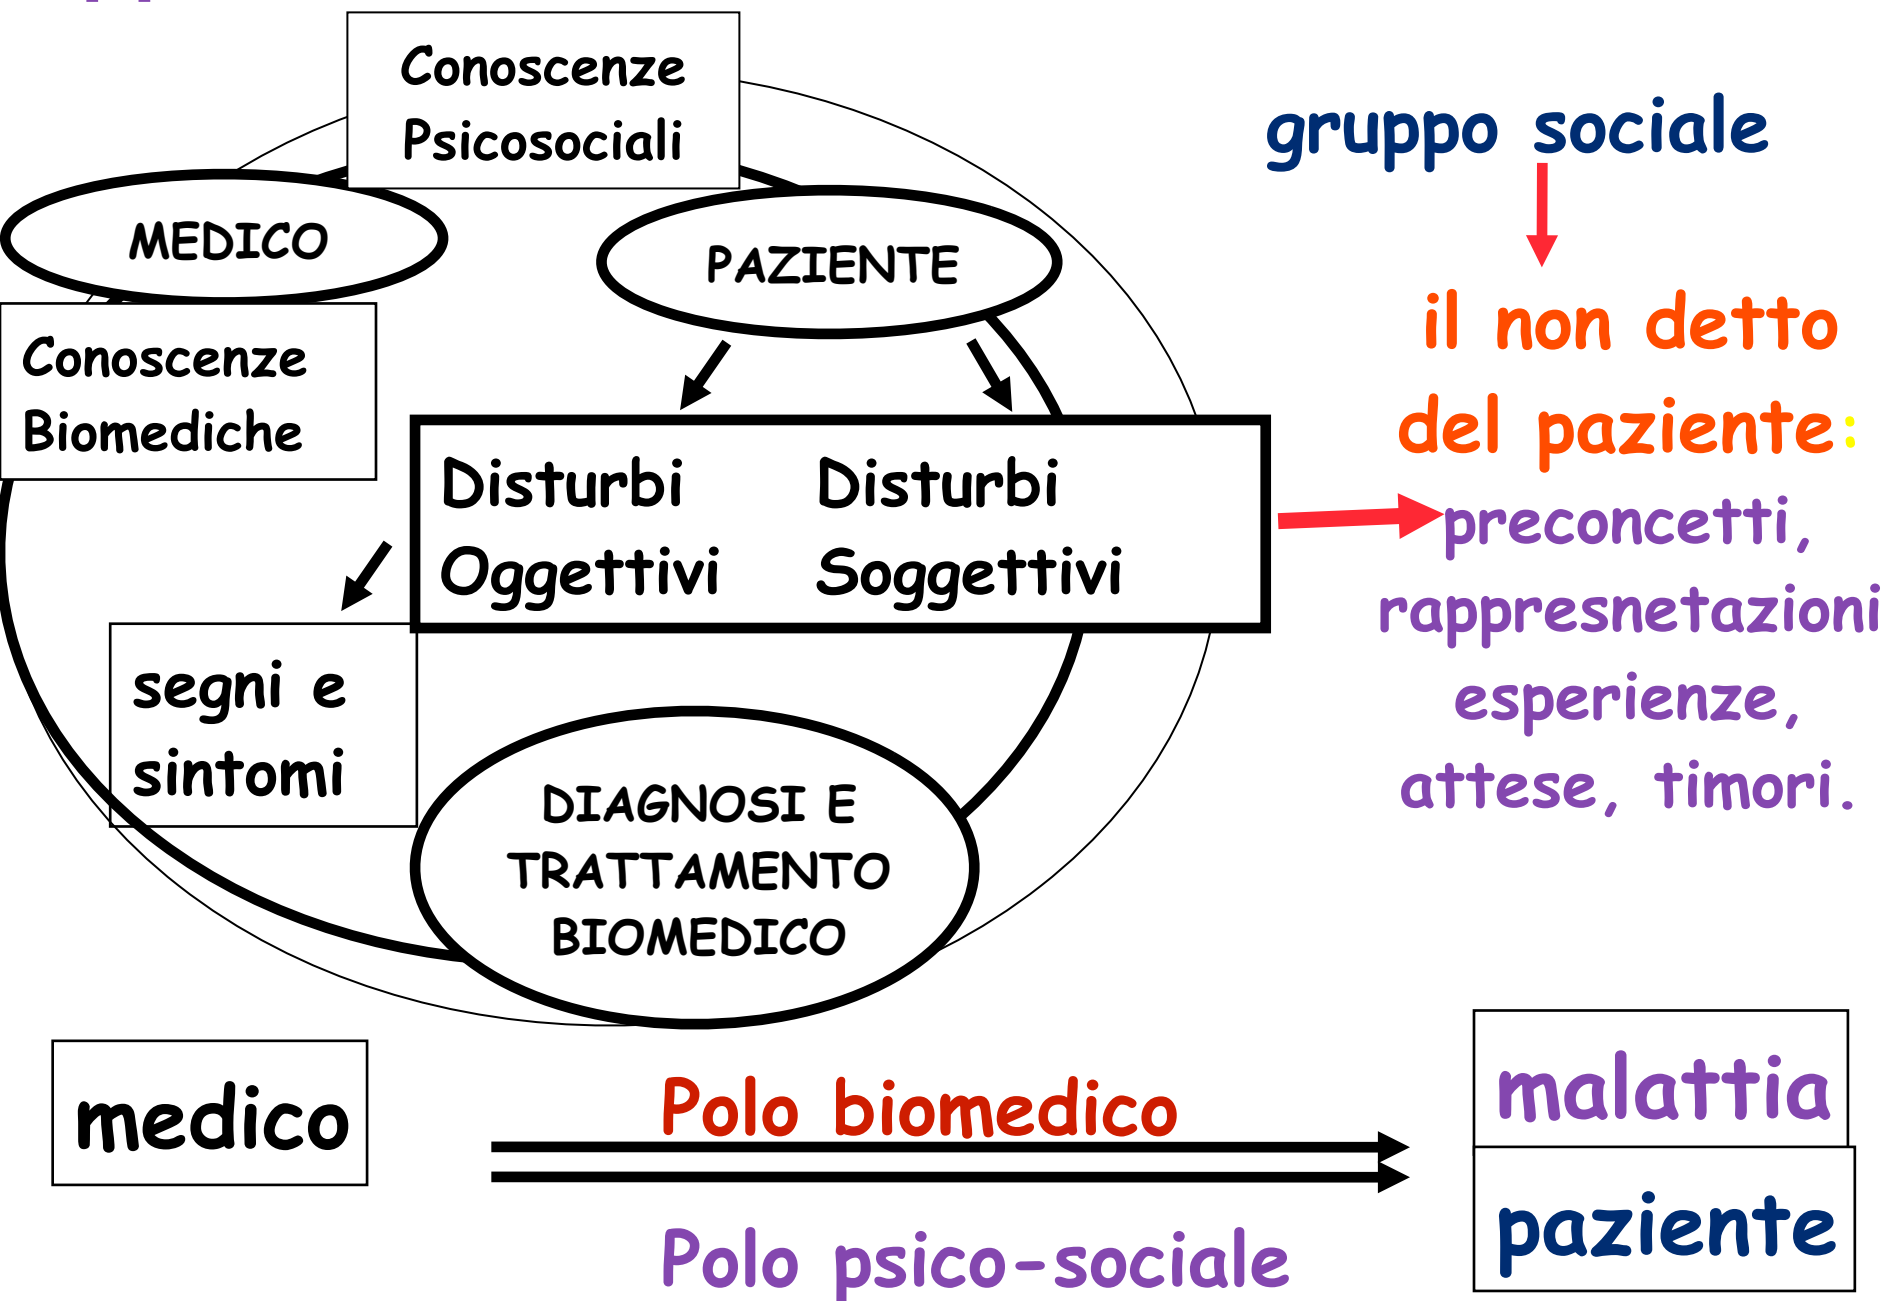 Conoscenze
Psicosociali
MEDICO
PAZIENTE
Conoscenze
Biomediche
Disturbi Disturbi
Oggettivi Soggettivi
segni e
sintomi
DIAGNOSI E
TRATTAMENTO
BIOMEDICO
gruppo sociale
il non detto
del paziente:
preconcetti,
rappresnetazioni
esperienze,
attese, timori.
medico
Polo biomedico
Polo psico-sociale
malattia
paziente